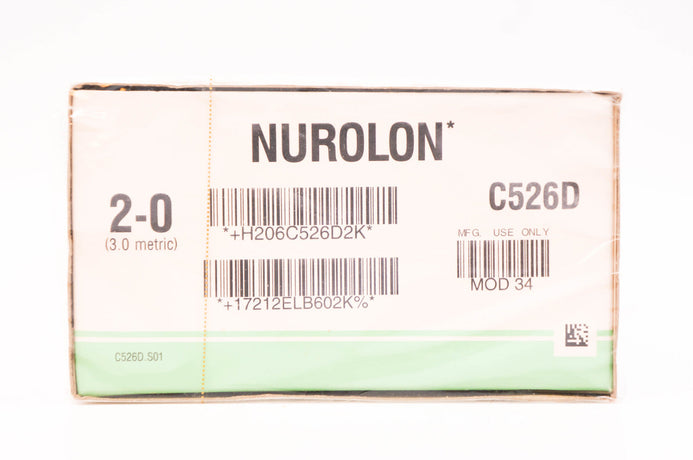 NUROLON*
2-0
(3.0 metric)
*+H206C526D2K*
*+17212ELB602K%*
C526D
MFG. USE ONLY
MOD 34
C526D.S01